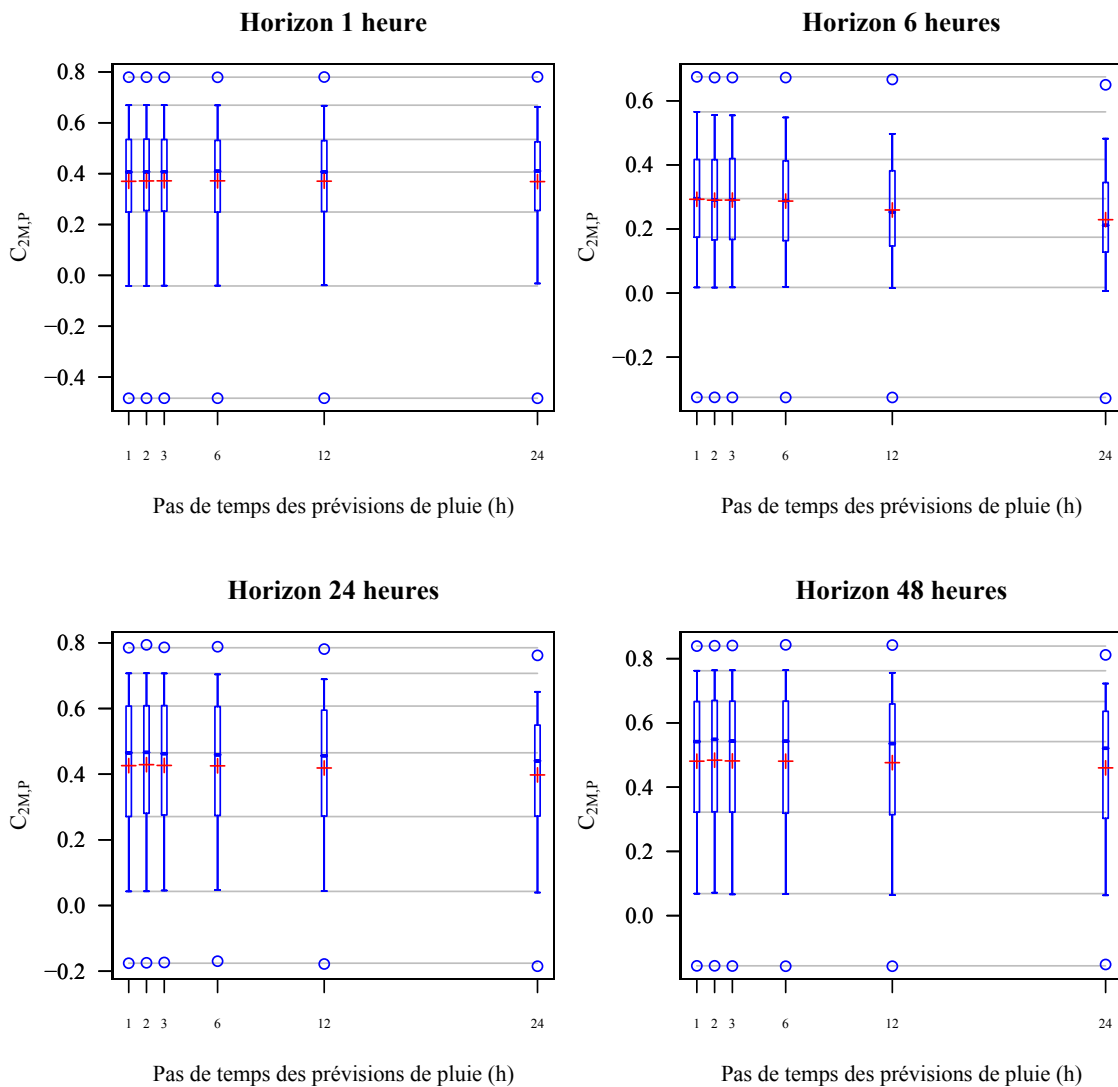 Horizon 1 heure
0.8
0.6
0.4
0.2
0.0
−0.2
−0.4
C2M,P
1 2 3 6 12 24
Pas de temps des prévisions de pluie (h)
Horizon 6 heures
0.6
0.4
0.2
0.0
−0.2
C2M,P
1 2 3 6 12 24
Pas de temps des prévisions de pluie (h)
Horizon 24 heures
0.8
0.6
0.4
0.2
0.0
−0.2
C2M,P
1 2 3 6 12 24
Pas de temps des prévisions de pluie (h)
Horizon 48 heures
0.8
0.6
0.4
0.2
0.0
C2M,P
1 2 3 6 12 24
Pas de temps des prévisions de pluie (h)